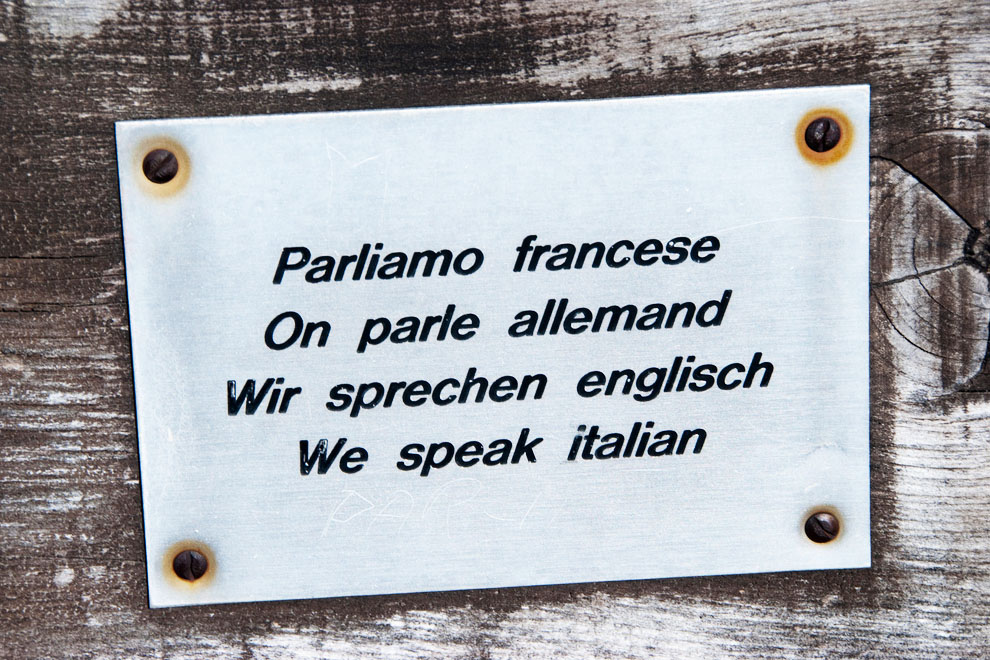 Parliamo francese
On parle allemand
Wir sprechen englisch
We speak italian